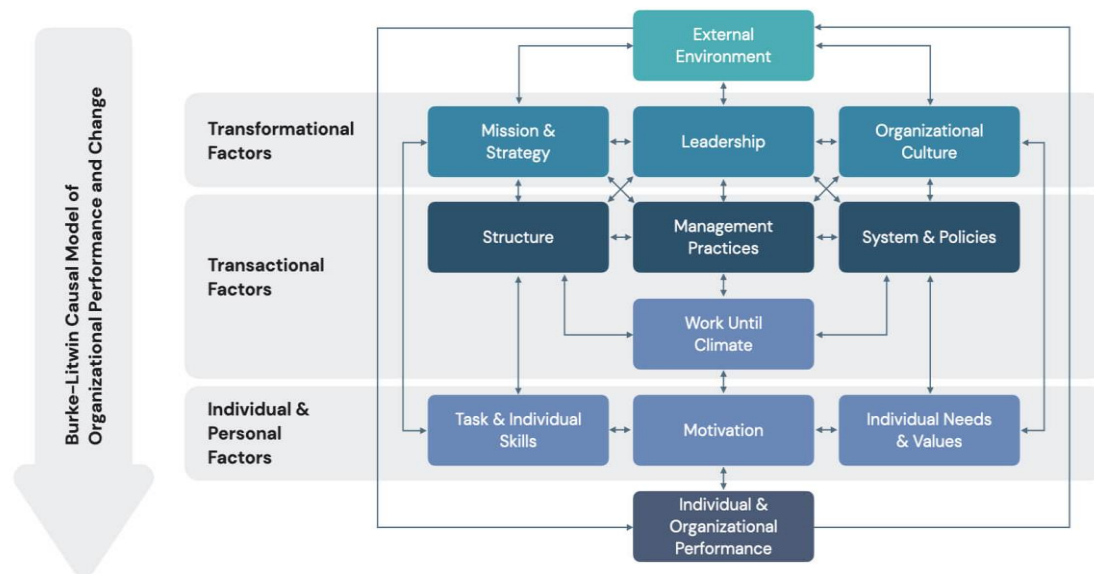 Burke-Litwin Causal Model of
Organizational Performance and Change
External
Environment
Transformational
Factors
Mission &
Strategy
Leadership
Organizational
Culture
Transactional
Factors
Structure
Management
Practices
System & Policies
Work Until
Climate
Individual &
Personal
Factors
Task & Individual
Skills
Motivation
Individual Needs
& Values
Individual &
Organizational
Performance